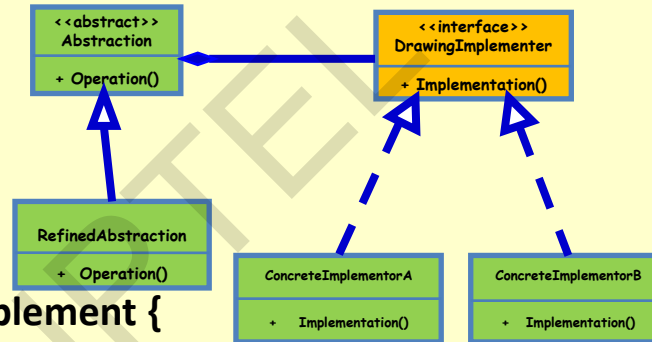 <<abstract>>
Abstraction
+ Operation()
<<interface>>
DrawingImplementer
+ Implementation()
RefinedAbstraction
+ Operation()
ConcreteImplementorA
+ Implementation()
ConcreteImplementorB
+ Implementation()
plement {